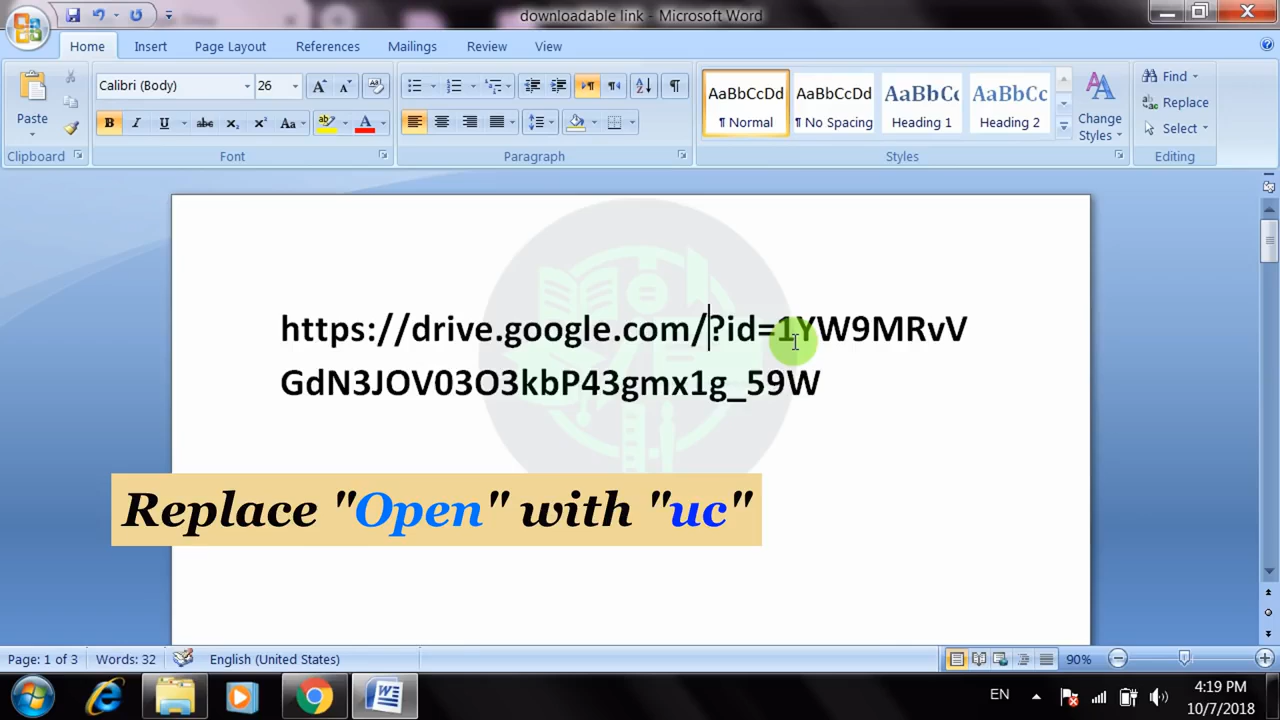 downloadable link - Microsoft Word
Home Insert Page Layout References Mailings Review View
Calibri (Body) 26
Paste
AaBbCcDd AaBbCcDd AaBbCc AaBbCc
¶ Normal ¶ No Spacing Heading 1 Heading 2
Change Styles
Find
Replace
Select
Clipboard Font Paragraph Styles Editing
https://drive.google.com/?id=1YW9MRvV
GdN3JOV03O3kbP43gmx1g_59W
Replace "Open" with "uc"
Page: 1 of 3 Words: 32 English (United States) 90%
EN 4:19 PM
10/7/2018